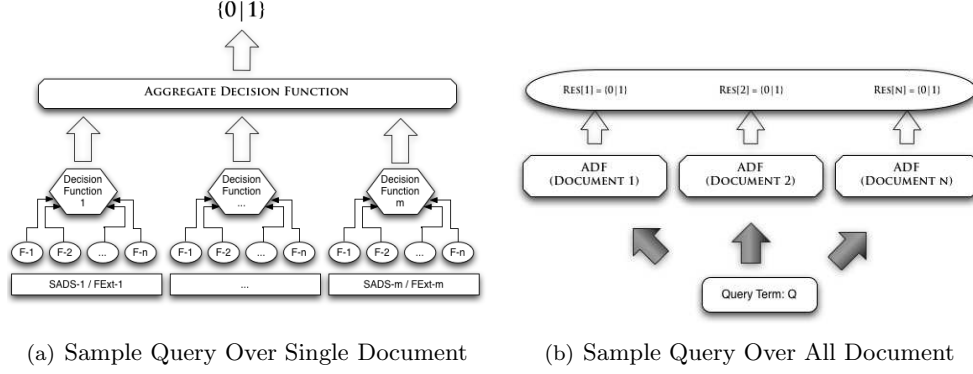 {0|1}
AGGREGATE DECISION FUNCTION
Decision
Function
1
Decision
Function
...
Decision
Function
m
F-1 F-2 ... F-n
F-1 F-2 ... F-n
F-1 F-2 ... F-n
SADS-1 / FExt-1
...
SADS-m / FExt-m
(a) Sample Query Over Single Document
RES[1] = {0|1} RES[2] = {0|1} RES[N] = {0|1}
ADF
(DOCUMENT 1)
ADF
(DOCUMENT 2)
ADF
(DOCUMENT N)
Query Term: Q
(b) Sample Query Over All Document